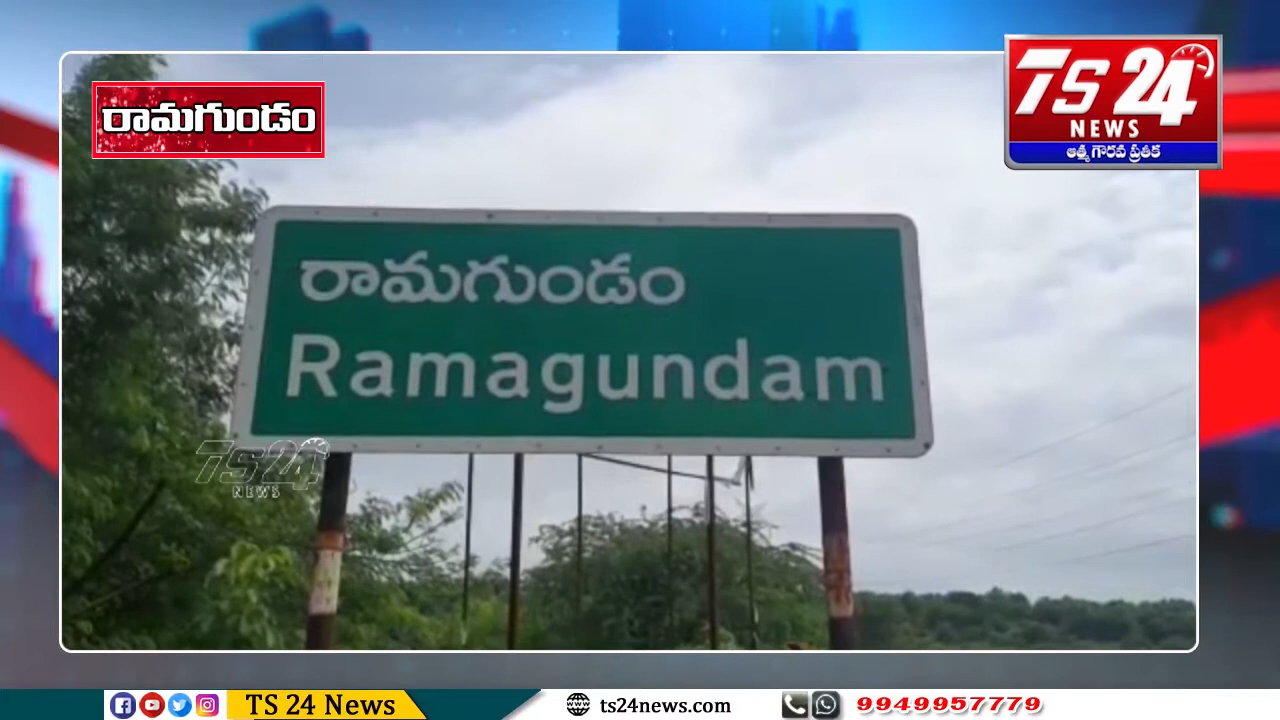 రామగుండం
TS 24
NEWS
ఆత్మ గౌరవ ప్రతీక
రామగుండం
Ramagundam
TS 24
NEWS
TS 24 News
ts24news.com
9949957779